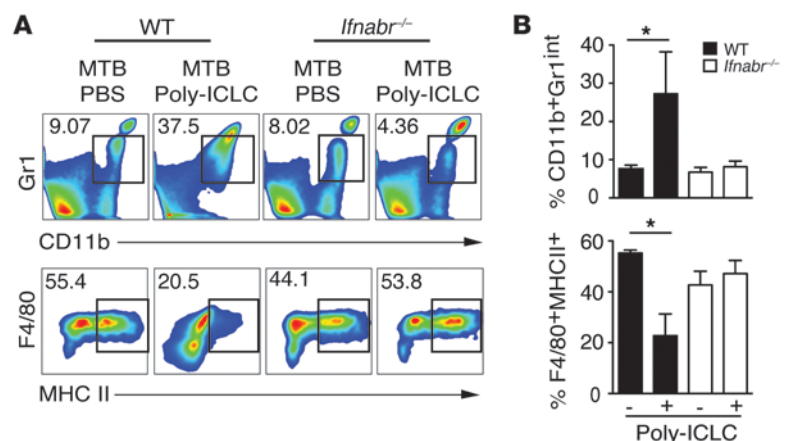 A
WT
Ifnabr–/–
MTB PBS
MTB Poly-ICLC
MTB PBS
MTB Poly-ICLC
Gr1
9.07
37.5
8.02
4.36
CD11b
F4/80
55.4
20.5
44.1
53.8
MHC II
B
WT
Ifnabr–/–
% CD11b+Gr1int
40
30
20
10
0
*
% F4/80+MHCII+
60
40
20
0
*
- + - +
Poly-ICLC